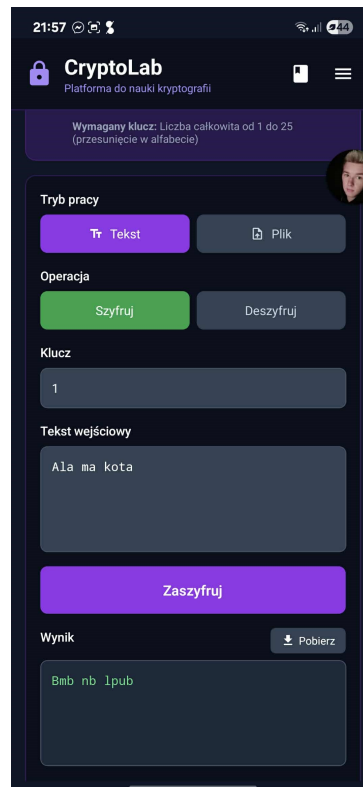 21:57
44
CryptoLab
Platforma do nauki kryptografii
Wymagany klucz: Liczba całkowita od 1 do 25
(przesunięcie w alfabecie)
Tryb pracy
Tekst
Plik
Operacja
Szyfruj
Deszyfruj
Klucz
1
Tekst wejściowy
Ala ma kota
Zaszyfruj
Wynik
Pobierz
Bmb nb lpub